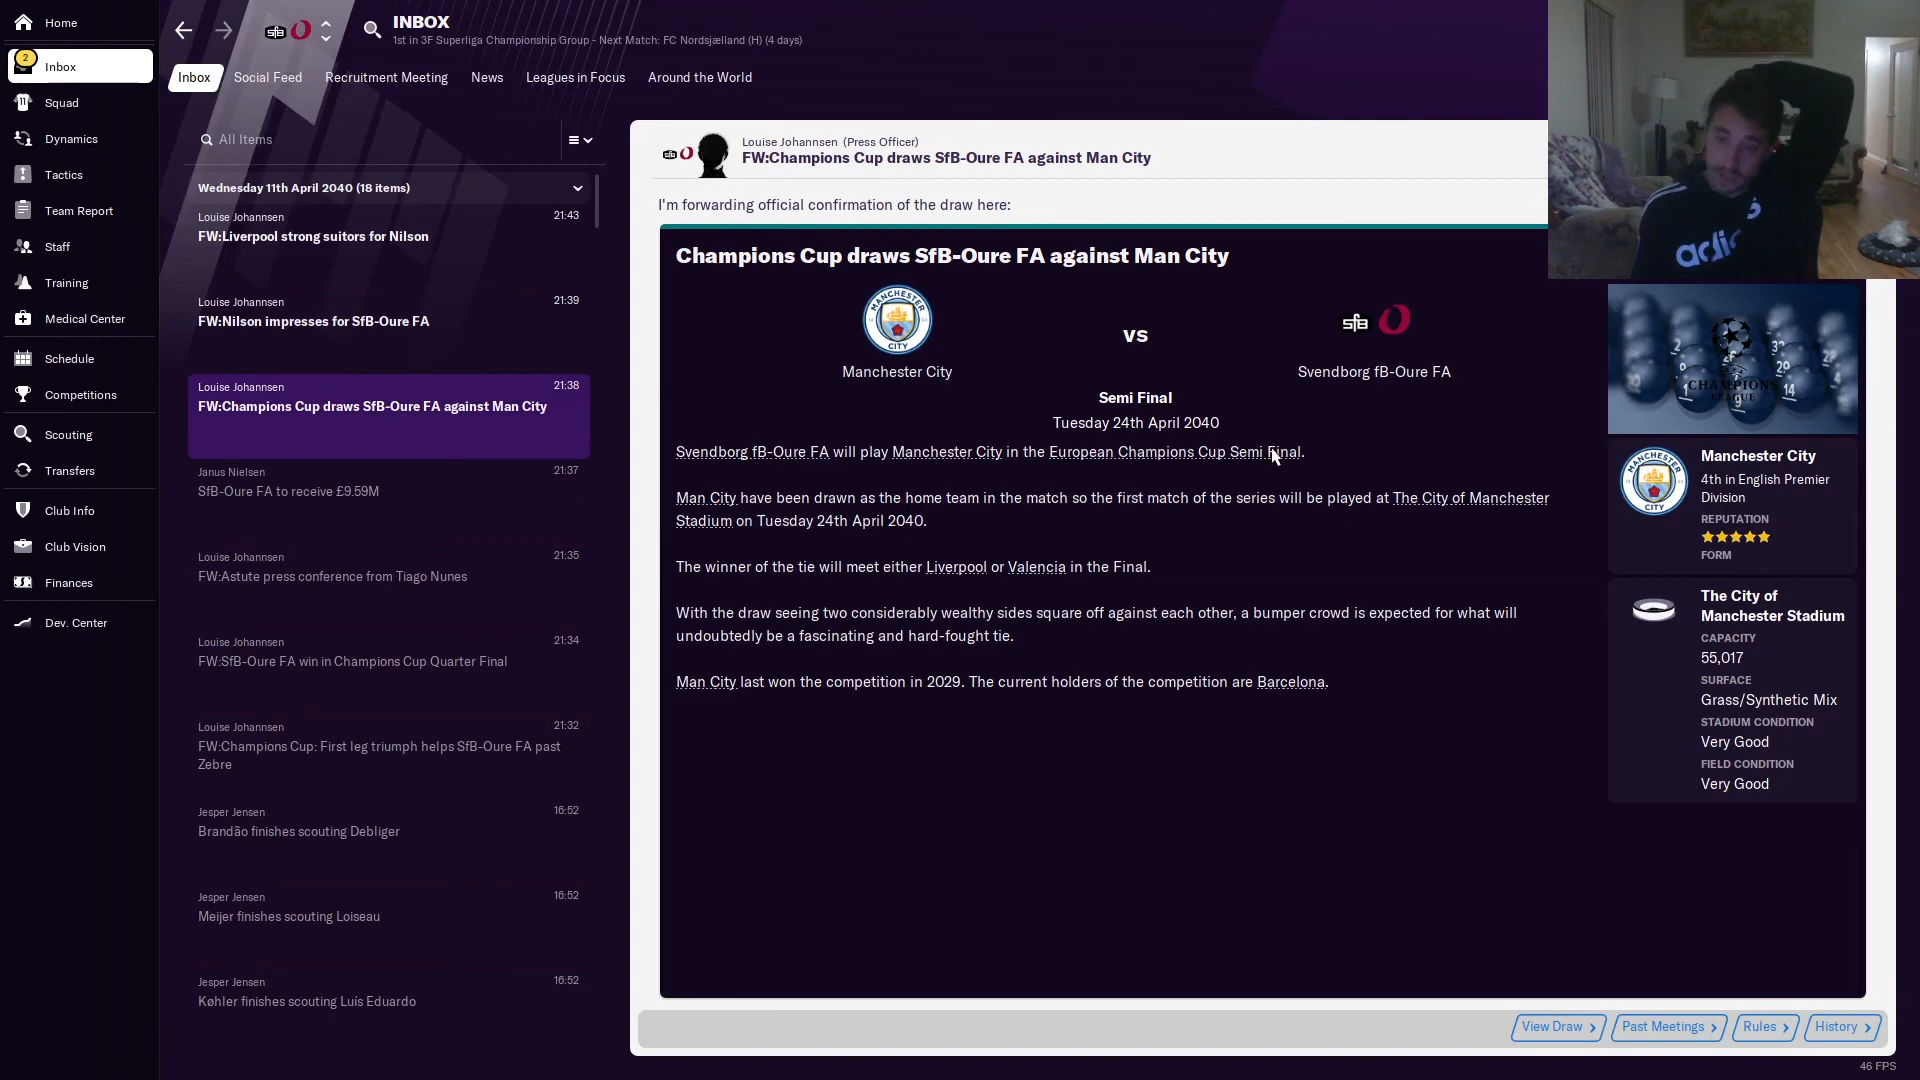 Home
2
Inbox
Squad
Dynamics
Tactics
Team Report
Staff
Training
Medical Center
Schedule
Competitions
Scouting
Transfers
Club Info
Club Vision
Finances
Dev. Center
INBOX
1st in 3F Superliga Championship Group - Next Match: FC Nordsjælland (H) (4 days)
Inbox Social Feed Recruitment Meeting News Leagues in Focus Around the World
All Items
Wednesday 11th April 2040 (18 items)
Louise Johannsen 21:43
FW:Liverpool strong suitors for Nilson
Louise Johannsen 21:39
FW:Nilson impresses for SfB-Oure FA
Louise Johannsen 21:38
FW:Champions Cup draws SfB-Oure FA against Man City
Janus Nielsen 21:37
SfB-Oure FA to receive £9.59M
Louise Johannsen 21:35
FW:Astute press conference from Tiago Nunes
Louise Johannsen 21:34
FW:SfB-Oure FA win in Champions Cup Quarter Final
Louise Johannsen 21:32
FW:Champions Cup: First leg triumph helps SfB-Oure FA past
Zebre
Jesper Jensen 16:52
Brandão finishes scouting Debliger
Jesper Jensen 16:52
Meijer finishes scouting Loiseau
Jesper Jensen 16:52
Køhler finishes scouting Luís Eduardo
Louise Johannsen (Press Officer)
FW:Champions Cup draws SfB-Oure FA against Man City
I'm forwarding official confirmation of the draw here:
Champions Cup draws SfB-Oure FA against Man City
MANCHESTER
CITY
vs
sfb
Manchester City
Svendborg fB-Oure FA
Semi Final
Tuesday 24th April 2040
Svendborg fB-Oure FA will play Manchester City in the European Champions Cup Semi Final.
Man City have been drawn as the home team in the match so the first match of the series will be played at The City of Manchester
Stadium on Tuesday 24th April 2040.
The winner of the tie will meet either Liverpool or Valencia in the Final.
With the draw seeing two considerably wealthy sides square off against each other, a bumper crowd is expected for what will
undoubtedly be a fascinating and hard-fought tie.
Man City last won the competition in 2029. The current holders of the competition are Barcelona.
CHAMPIONS
LEAGUE
Manchester City
4th in English Premier
Division
REPUTATION
FORM
The City of
Manchester Stadium
CAPACITY
55,017
SURFACE
Grass/Synthetic Mix
STADIUM CONDITION
Very Good
FIELD CONDITION
Very Good
View Draw Past Meetings Rules History
46 FPS